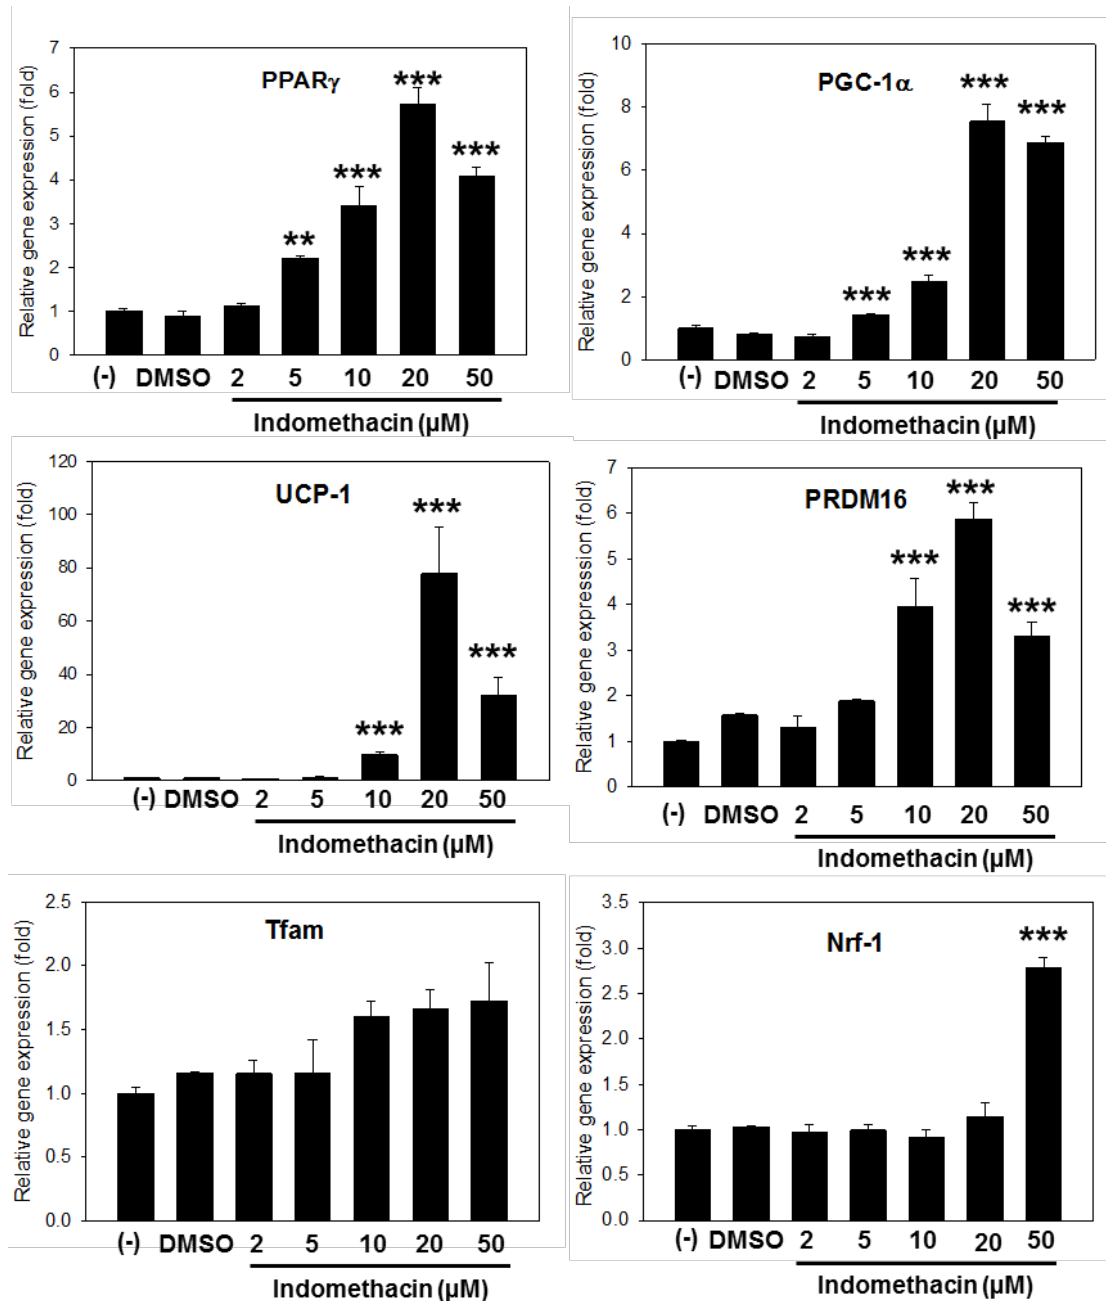 Relative gene expression (fold)
7
6
5
4
3
2
1
0
PPARγ
**
***
***
***
(-) DMSO 2 5 10 20 50
Indomethacin (µM)
Relative gene expression (fold)
10
8
6
4
2
0
PGC-1α
***
***
***
***
(-) DMSO 2 5 10 20 50
Indomethacin (µM)
Relative gene expression (fold)
120
100
80
60
40
20
0
UCP-1
***
***
***
(-) DMSO 2 5 10 20 50
Indomethacin (µM)
Relative gene expresssion (fold)
7
6
5
4
3
2
1
0
PRDM16
***
***
***
(-) DMSO 2 5 10 20 50
Indomethacin (µM)
Relative gene expression (fold)
2.5
2.0
1.5
1.0
0.5
0.0
Tfam
(-) DMSO 2 5 10 20 50
Indomethacin (µM)
Relative gene expression (fold)
3.5
3.0
2.5
2.0
1.5
1.0
0.5
0.0
Nrf-1
***
(-) DMSO 2 5 10 20 50
Indomethacin (µM)